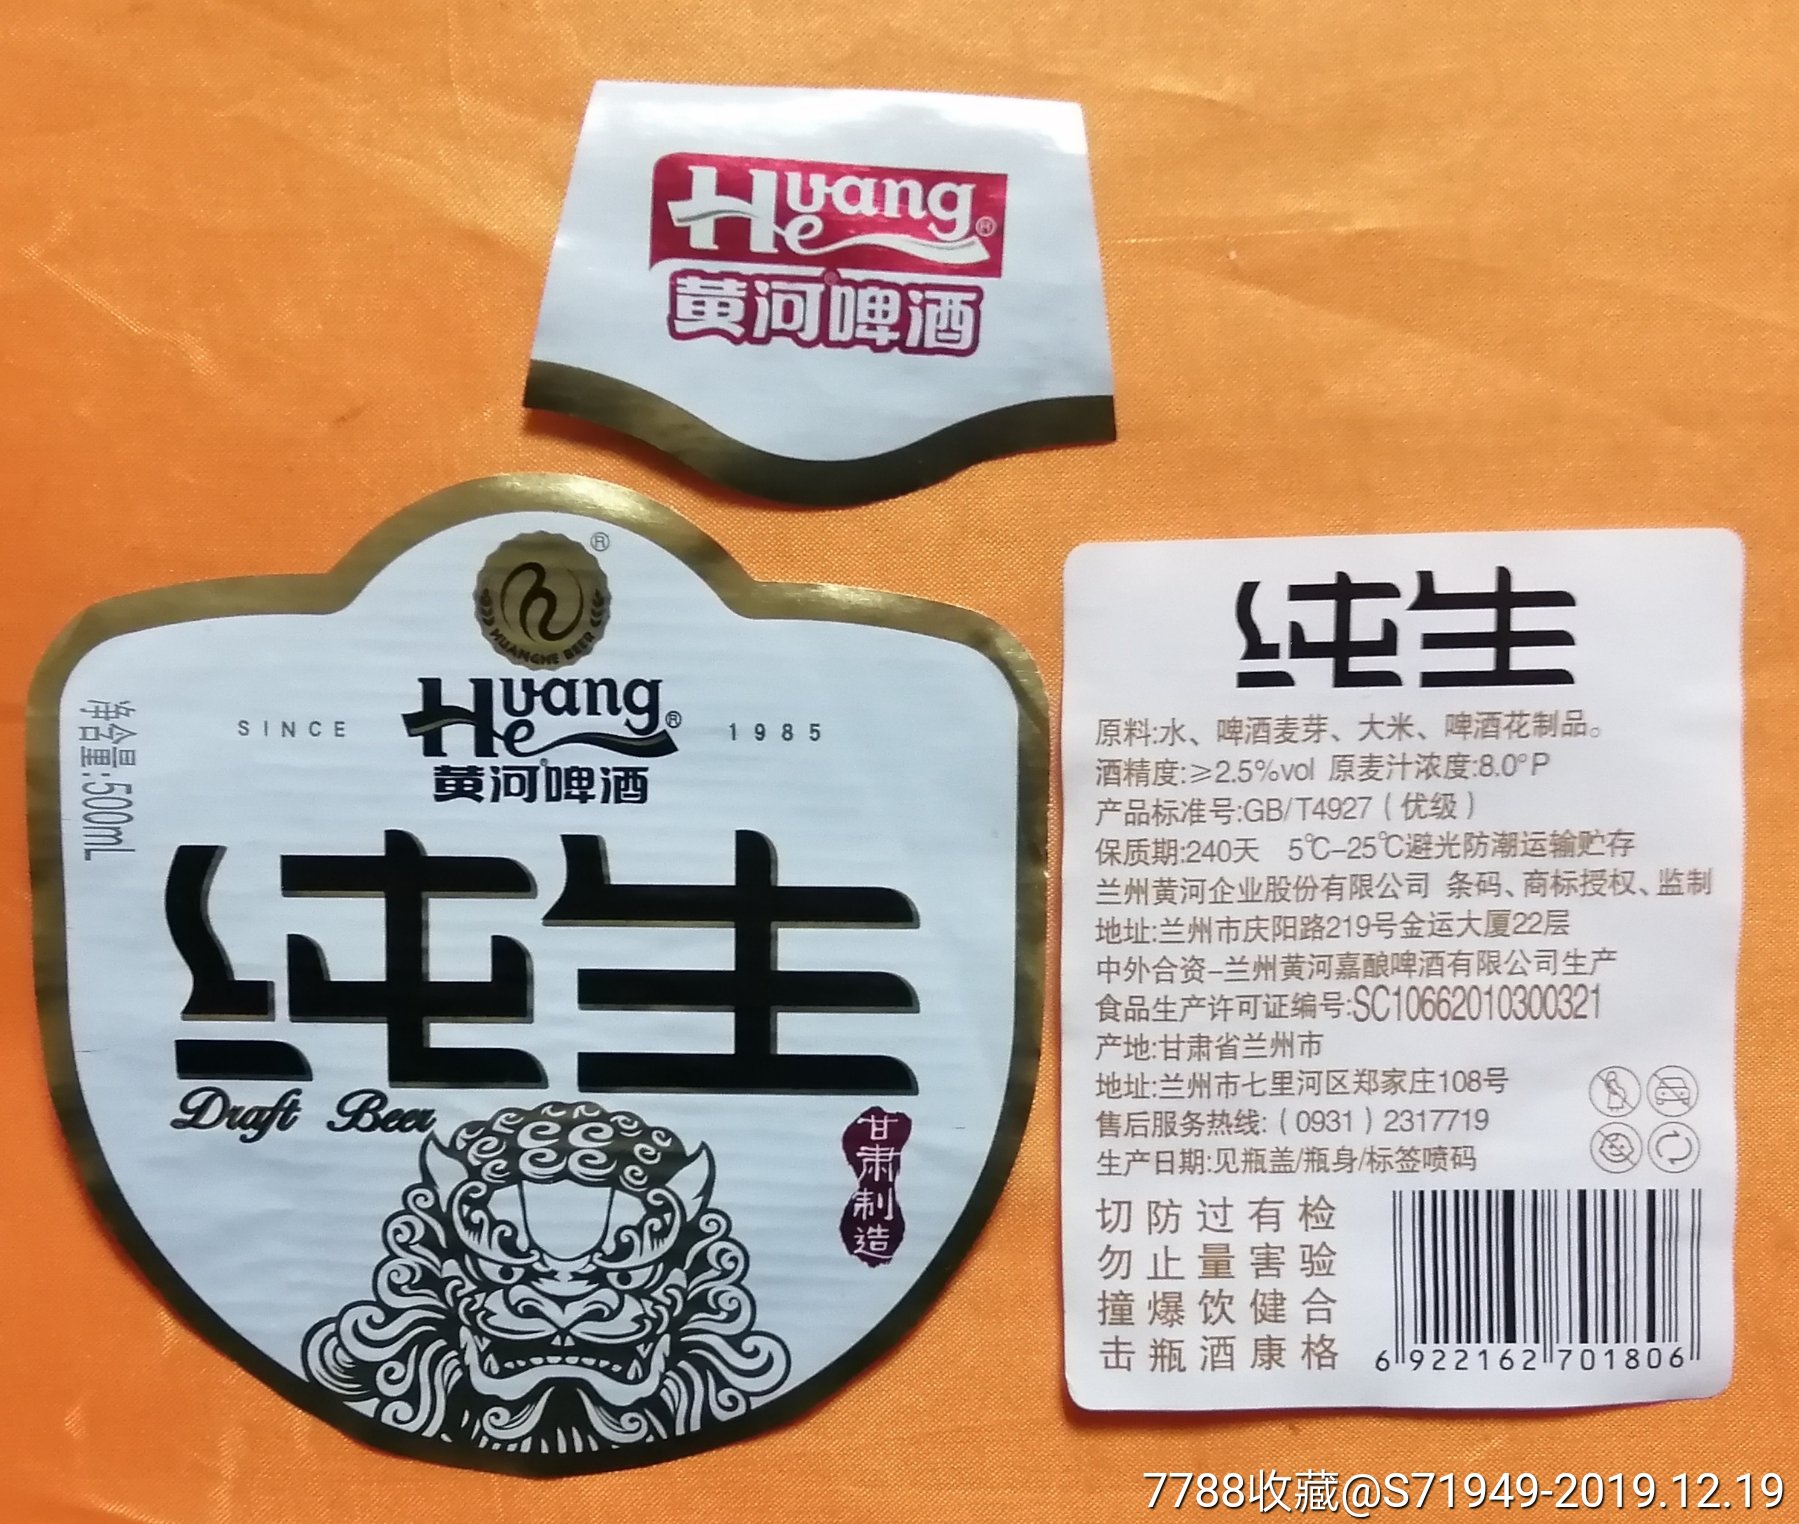 Huang He®
黄河®啤酒
®
HUANGHE BEER
SINCE
Huang He®
1985
黄河®啤酒
净含量:500mL
纯生
Draft Beer
甘肃制造
纯生
原料:水、啤酒麦芽、大米、啤酒花制品。
酒精度:≥2.5%vol 原麦汁浓度:8.0°P
产品标准号:GB/T4927（优级）
保质期:240天 5℃-25℃避光防潮运输贮存
兰州黄河企业股份有限公司 条码、商标授权、监制
地址:兰州市庆阳路219号金运大厦22层
中外合资-兰州黄河嘉酿啤酒有限公司生产
食品生产许可证编号:SC10662010300321
产地:甘肃省兰州市
地址:兰州市七里河区郑家庄108号
售后服务热线:（0931）2317719
生产日期:见瓶盖/瓶身/标签喷码
切防过有检
勿止量害验
撞爆饮健合
击瓶酒康格
6 922162 701806
7788收藏@S71949-2019.12.19